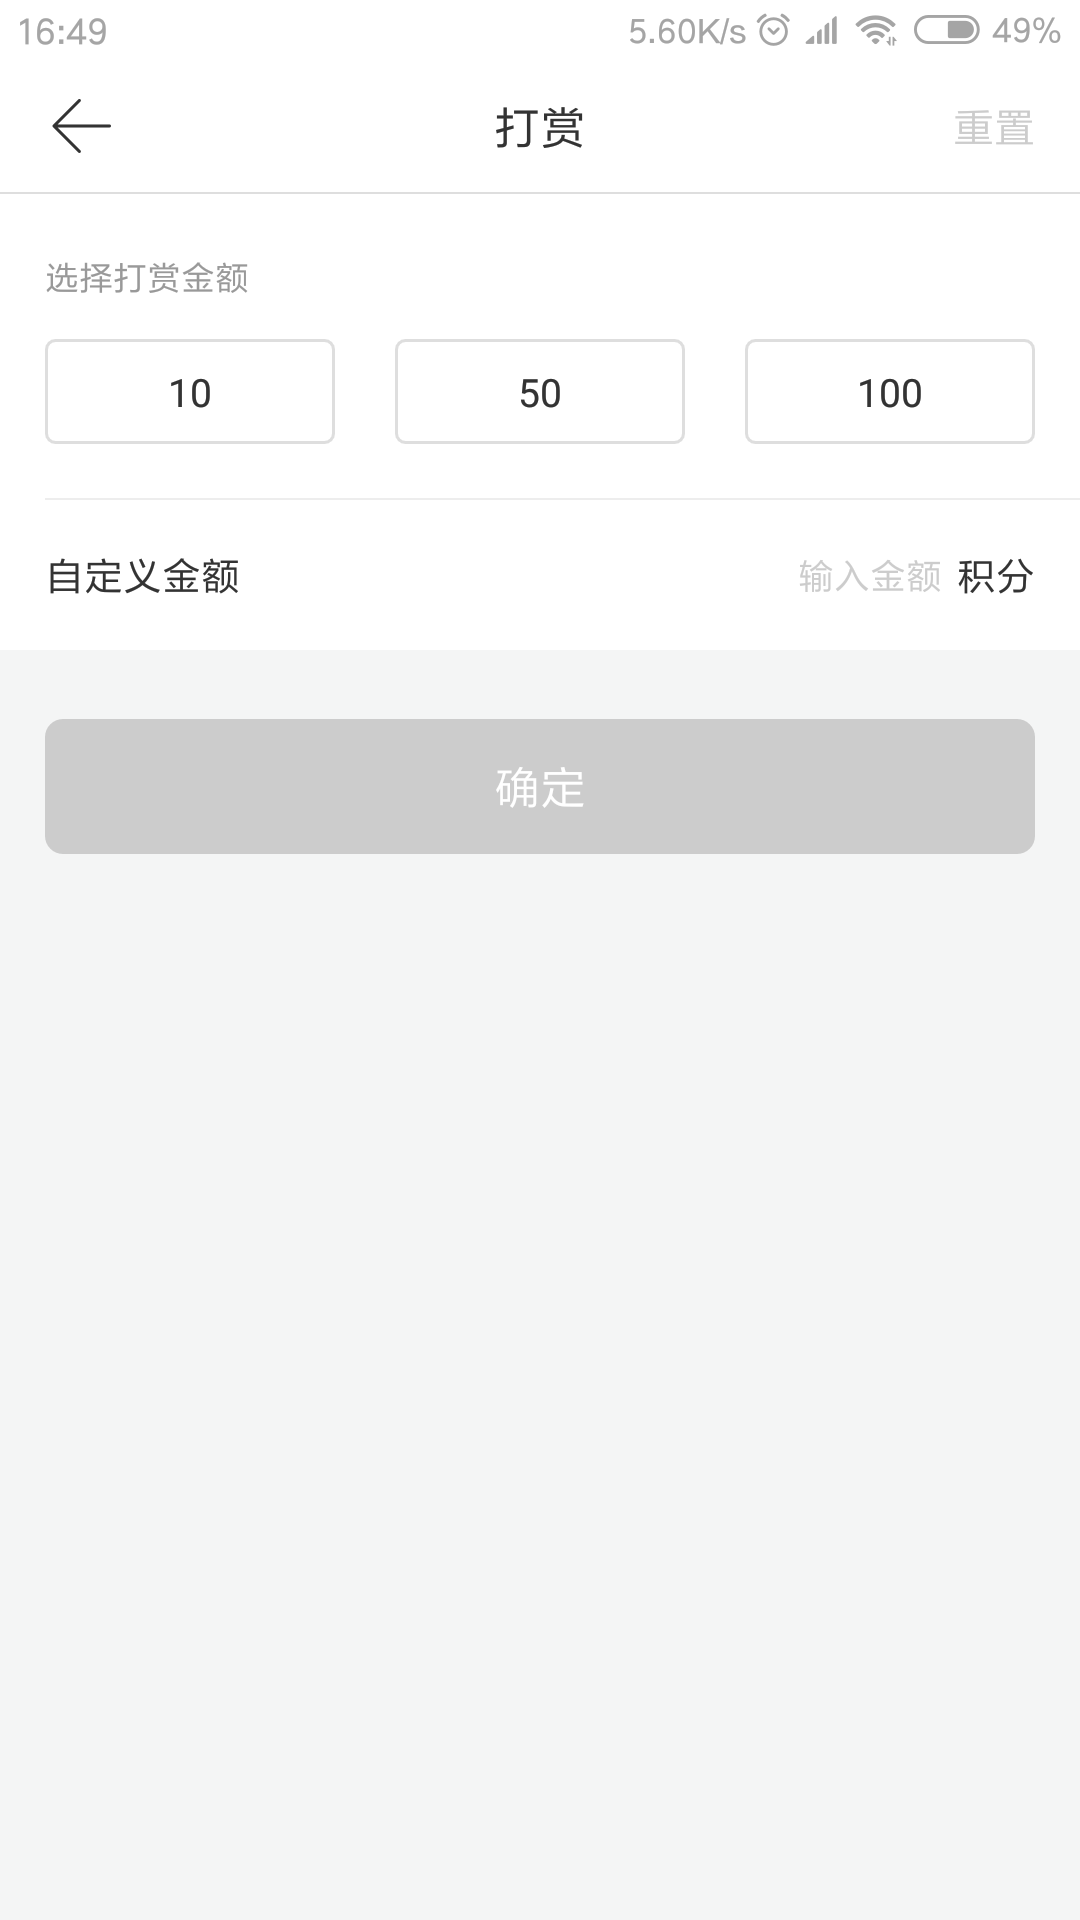 16:49 5.60K/s 49%
打赏 重置
选择打赏金额
10 50 100
自定义金额 输入金额 积分
确定